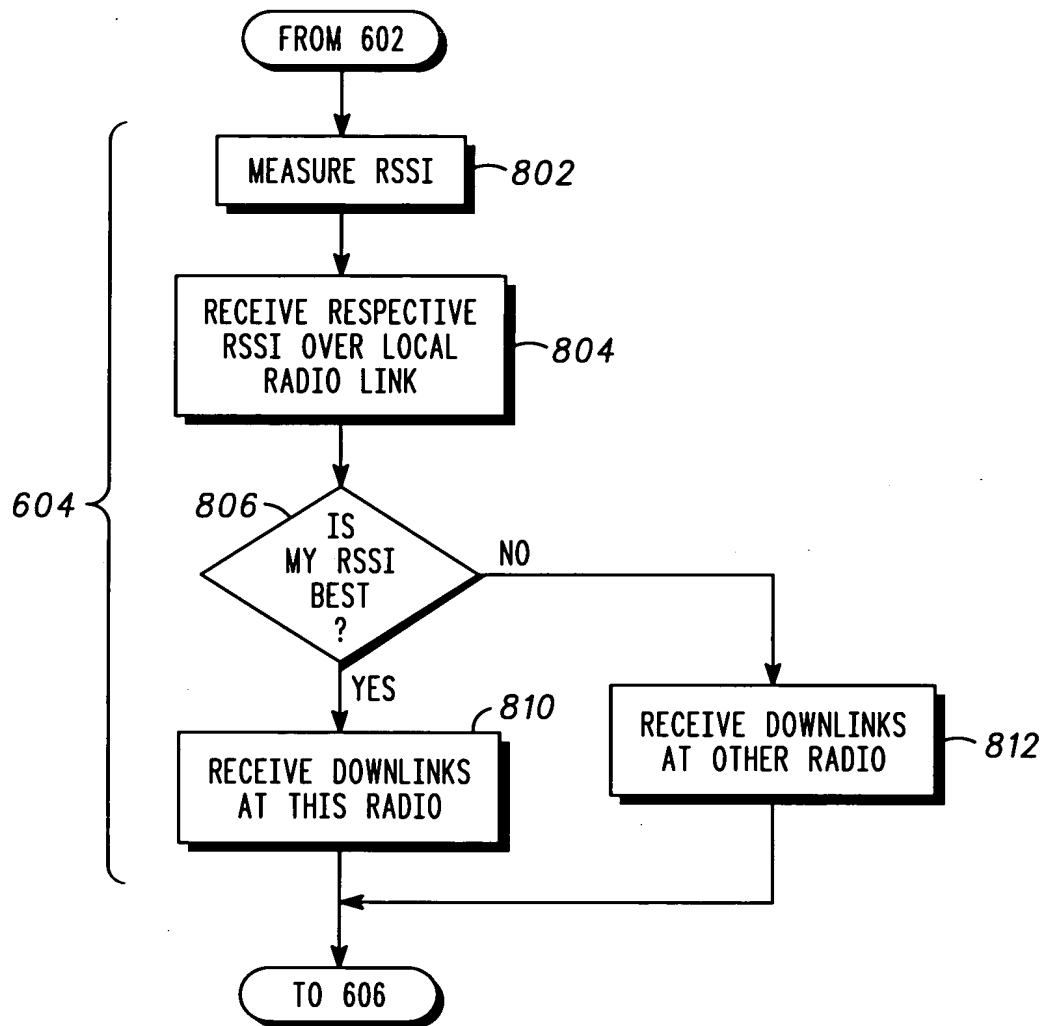 FROM 602
MEASURE RSSI
802
RECEIVE RESPECTIVE
RSSI OVER LOCAL
RADIO LINK
804
604
806
IS
MY RSSI
BEST
?
NO
YES
810
RECEIVE DOWNLINKS
AT THIS RADIO
RECEIVE DOWNLINKS
AT OTHER RADIO
812
TO 606